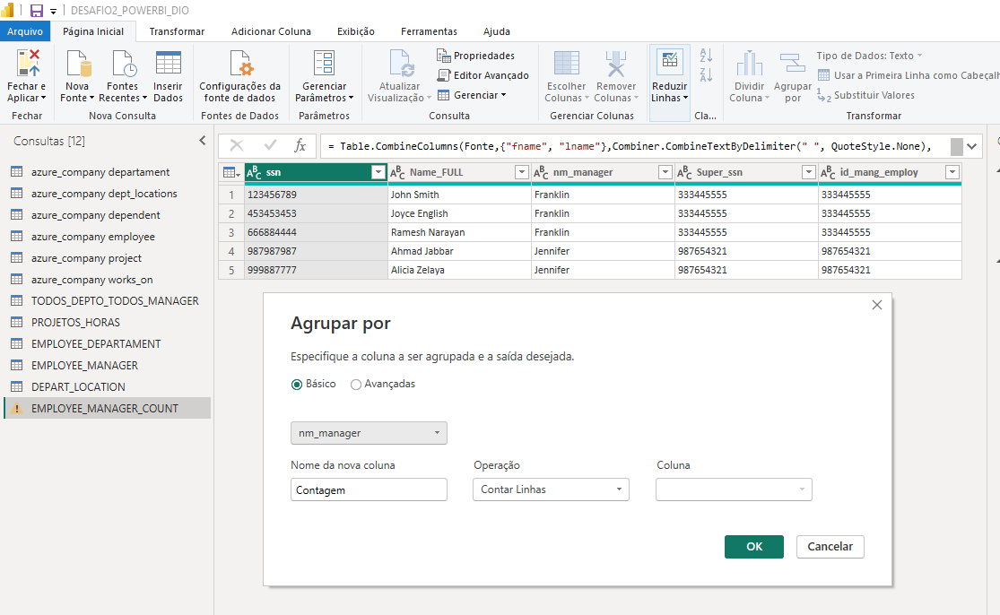 DESAFIO2_POWERBI_DIO
Arquivo Página Inicial Transformar Adicionar Coluna Exibição Ferramentas Ajuda
Fechar e Aplicar
Fechar
Nova Fonte
Fontes Recentes
Inserir Dados
Nova Consulta
Configurações da fonte de dados
Fontes de Dados
Gerenciar Parâmetros
Parâmetros
Atualizar Visualização
Propriedades
Editor Avançado
Gerenciar
Consulta
Escolher Colunas
Remover Colunas
Gerenciar Colunas
Reduzir Linhas
Cla...
Dividir Coluna
Agrupar por
Tipo de Dados: Texto
Usar a Primeira Linha como Cabeçalh
Substituir Valores
Transformar
Consultas [12]
azure_company departament
azure_company dept_locations
azure_company dependent
azure_company employee
azure_company project
azure_company works_on
TODOS_DEPTO_TODOS_MANAGER
PROJETOS_HORAS
EMPLOYEE_DEPARTAMENT
EMPLOYEE_MANAGER
DEPART_LOCATION
EMPLOYEE_MANAGER_COUNT
fx
= Table.CombineColumns(Fonte,{"fname", "lname"},Combiner.CombineTextByDelimiter(" ", QuoteStyle.None),
ssn Name_FULL nm_manager Super_ssn id_mang_employ
1 123456789 John Smith Franklin 333445555 333445555
2 453453453 Joyce English Franklin 333445555 333445555
3 666884444 Ramesh Narayan Franklin 333445555 333445555
4 987987987 Ahmad Jabbar Jennifer 987654321 987654321
5 999887777 Alicia Zelaya Jennifer 987654321 987654321
Agrupar por
Especifique a coluna a ser agrupada e a saída desejada.
Básico Avançadas
nm_manager
Nome da nova coluna Operação Coluna
Contagem Contar Linhas
OK Cancelar